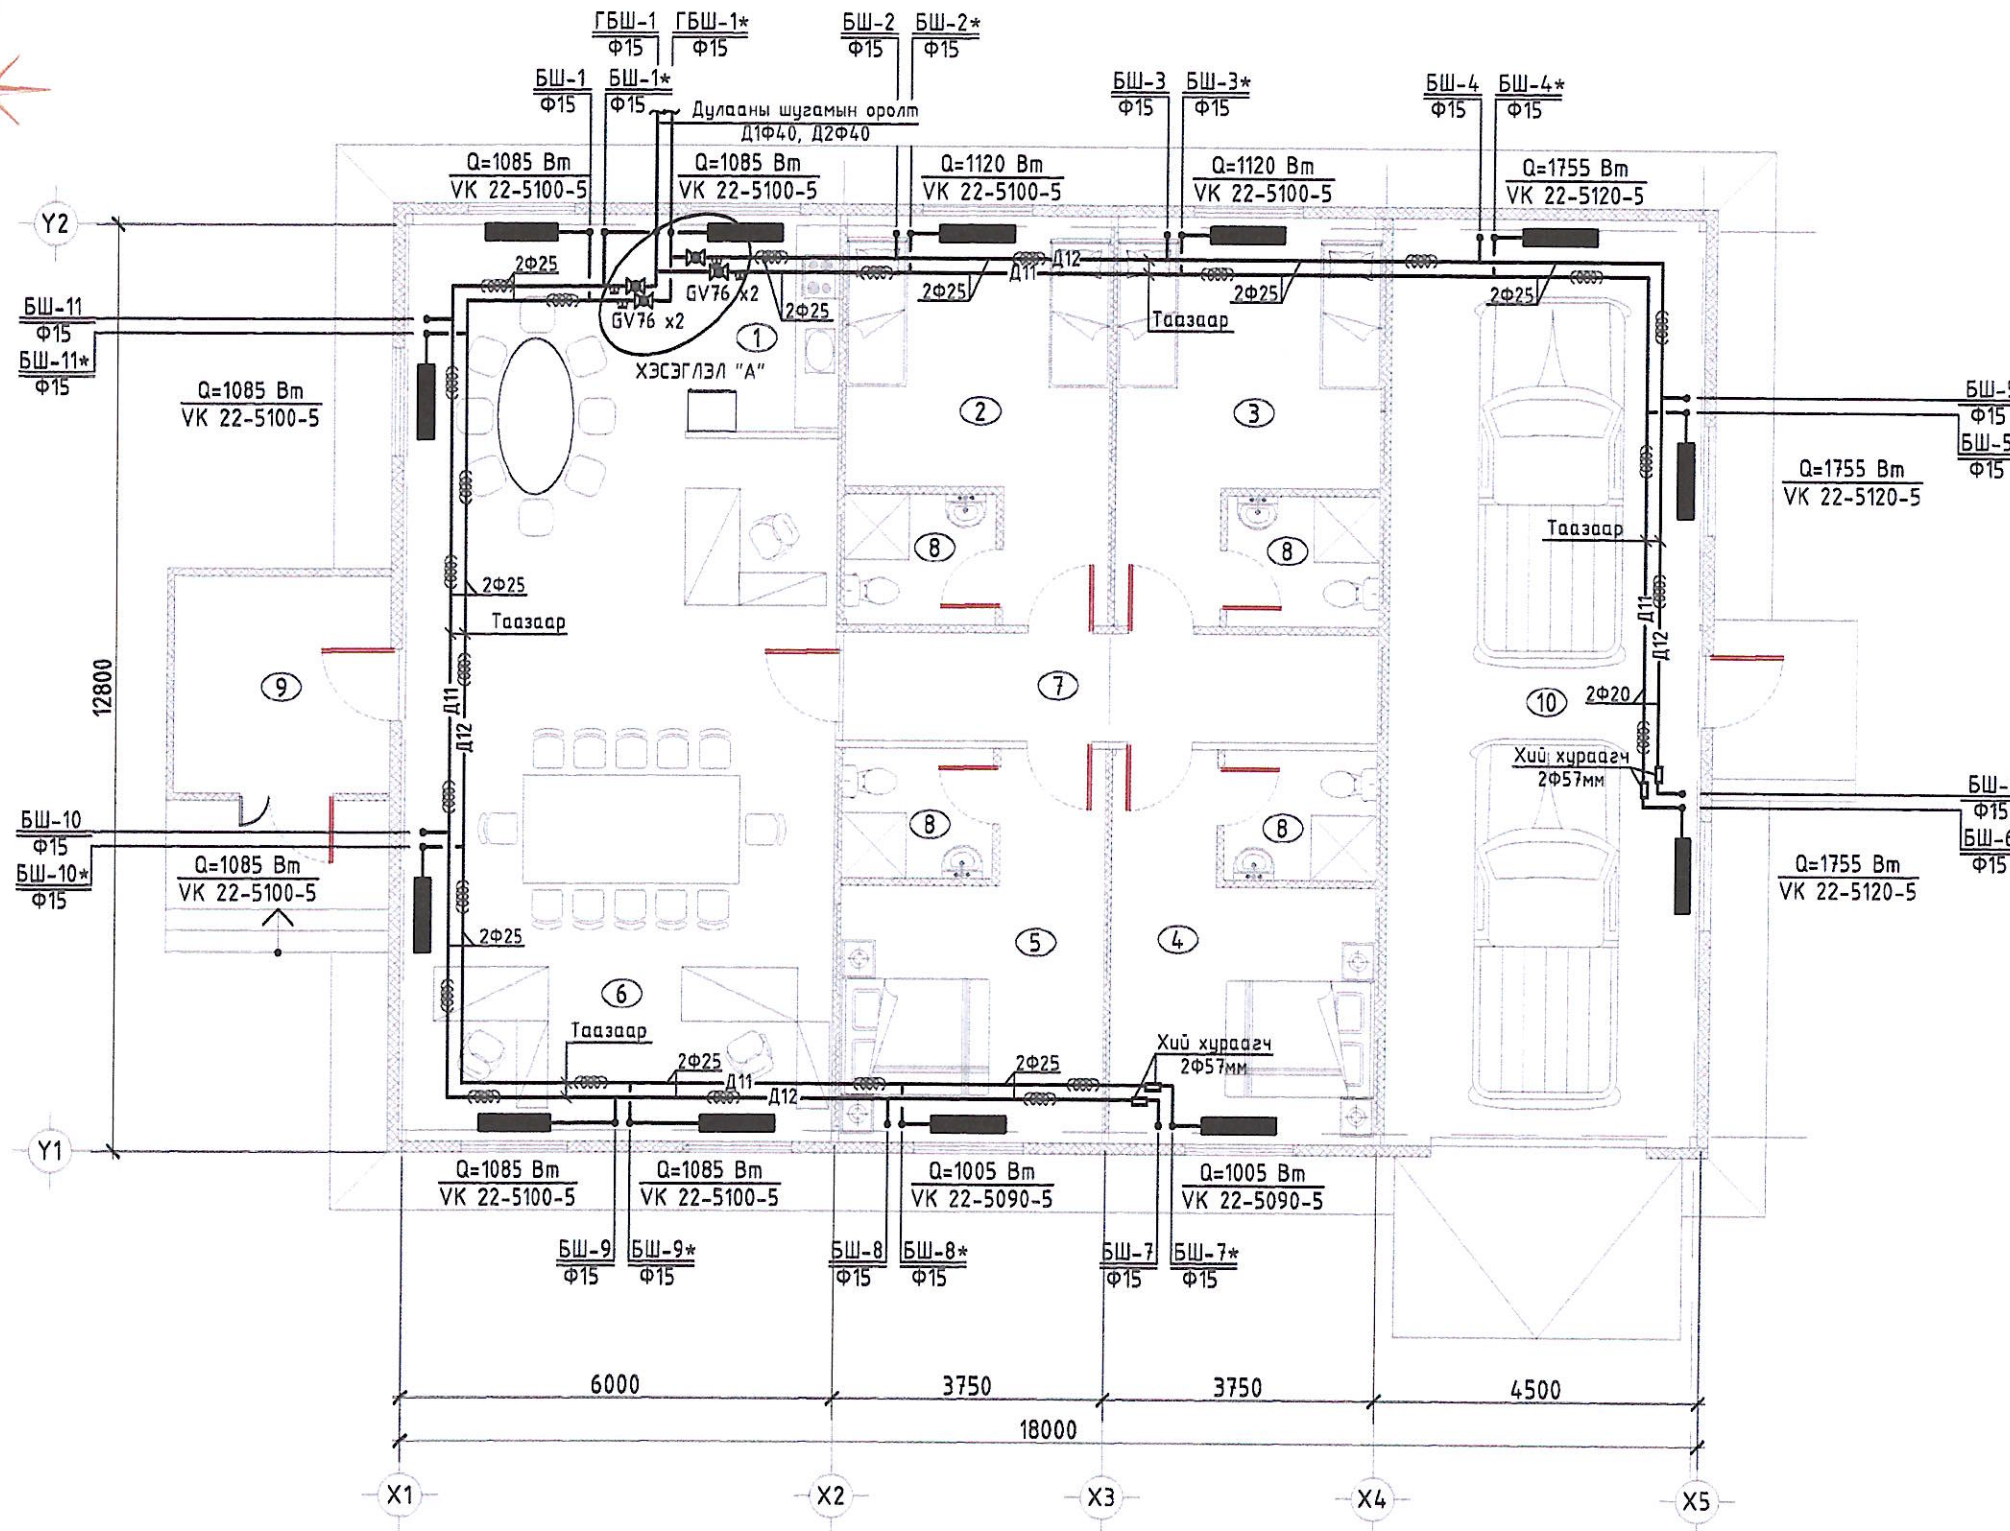 ГБШ-1 ГБШ-1* БШ-2 БШ-2*
Ф15 Ф15 Ф15 Ф15
БШ-1 БШ-1* БШ-3 БШ-3* БШ-4 БШ-4*
Ф15 Ф15 Ф15 Ф15 Ф15 Ф15
Дулааны шугамын оролт
Д1Ф40, Д2Ф40
Q=1085 Вт Q=1085 Вт Q=1120 Вт Q=1120 Вт Q=1755 Вт
VK 22-5100-5 VK 22-5100-5 VK 22-5100-5 VK 22-5100-5 VK 22-5120-5
Y2
2Ф25
Д12
Д11
GV76 x2
2Ф25 2Ф25 2Ф25
2Ф25
GV76 x2
Таазаар
БШ-11
Ф15
БШ-11*
Ф15
1
ХЭСЭГЛЭЛ "А"
Q=1085 Вт
VK 22-5100-5
2 3
Ф15
Ф15
Q=1755 Вт
VK 22-5120-5
Таазаар
8 8
2Ф25
Таазаар
Д11
Д12
12800
9
7
10
2Ф20
Д11
Д12
Хий хураагч
2Ф57мм
БШ-10
Ф15
БШ-10*
Ф15
Q=1085 Вт
VK 22-5100-5
8 8
Ф15
Ф15
Q=1755 Вт
VK 22-5120-5
2Ф25
5 4
6
Таазаар
Хий хураагч
2Ф57мм
2Ф25 2Ф25
Д11
Д12
Y1
Q=1085 Вт Q=1085 Вт Q=1005 Вт Q=1005 Вт
VK 22-5100-5 VK 22-5100-5 VK 22-5090-5 VK 22-5090-5
БШ-9 БШ-9* БШ-8 БШ-8* БШ-7 БШ-7*
Ф15 Ф15 Ф15 Ф15 Ф15 Ф15
6000 3750 3750 4500
18000
X1 X2 X3 X4 X5